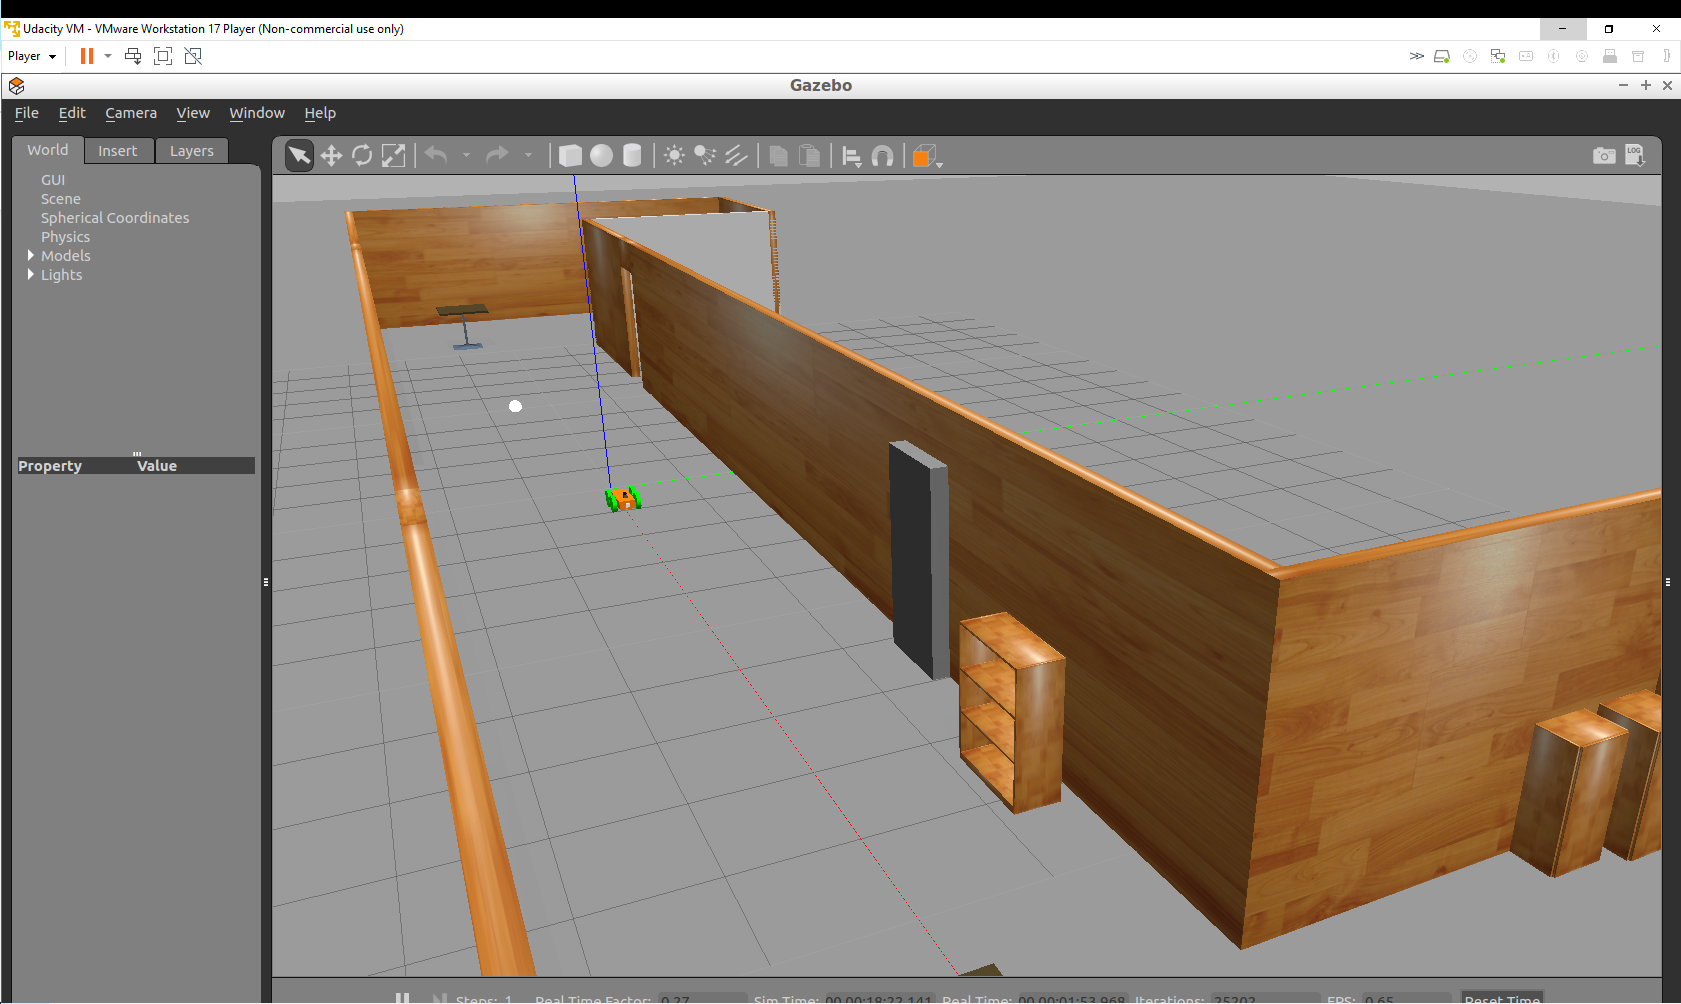 Udacity VM - VMware Workstation 17 Player (Non-commercial use only)
Player
Gazebo
File Edit Camera View Window Help
World Insert Layers
LOG
GUI
Scene
Spherical Coordinates
Physics
Models
Lights
Property Value
Steps: 1 Real Time Factor: 0.27 Sim Time: 00 00:18:22.141 Real Time: 00 00:01:53.968 Iterations: 25202 FPS: 0.65 Reset Time